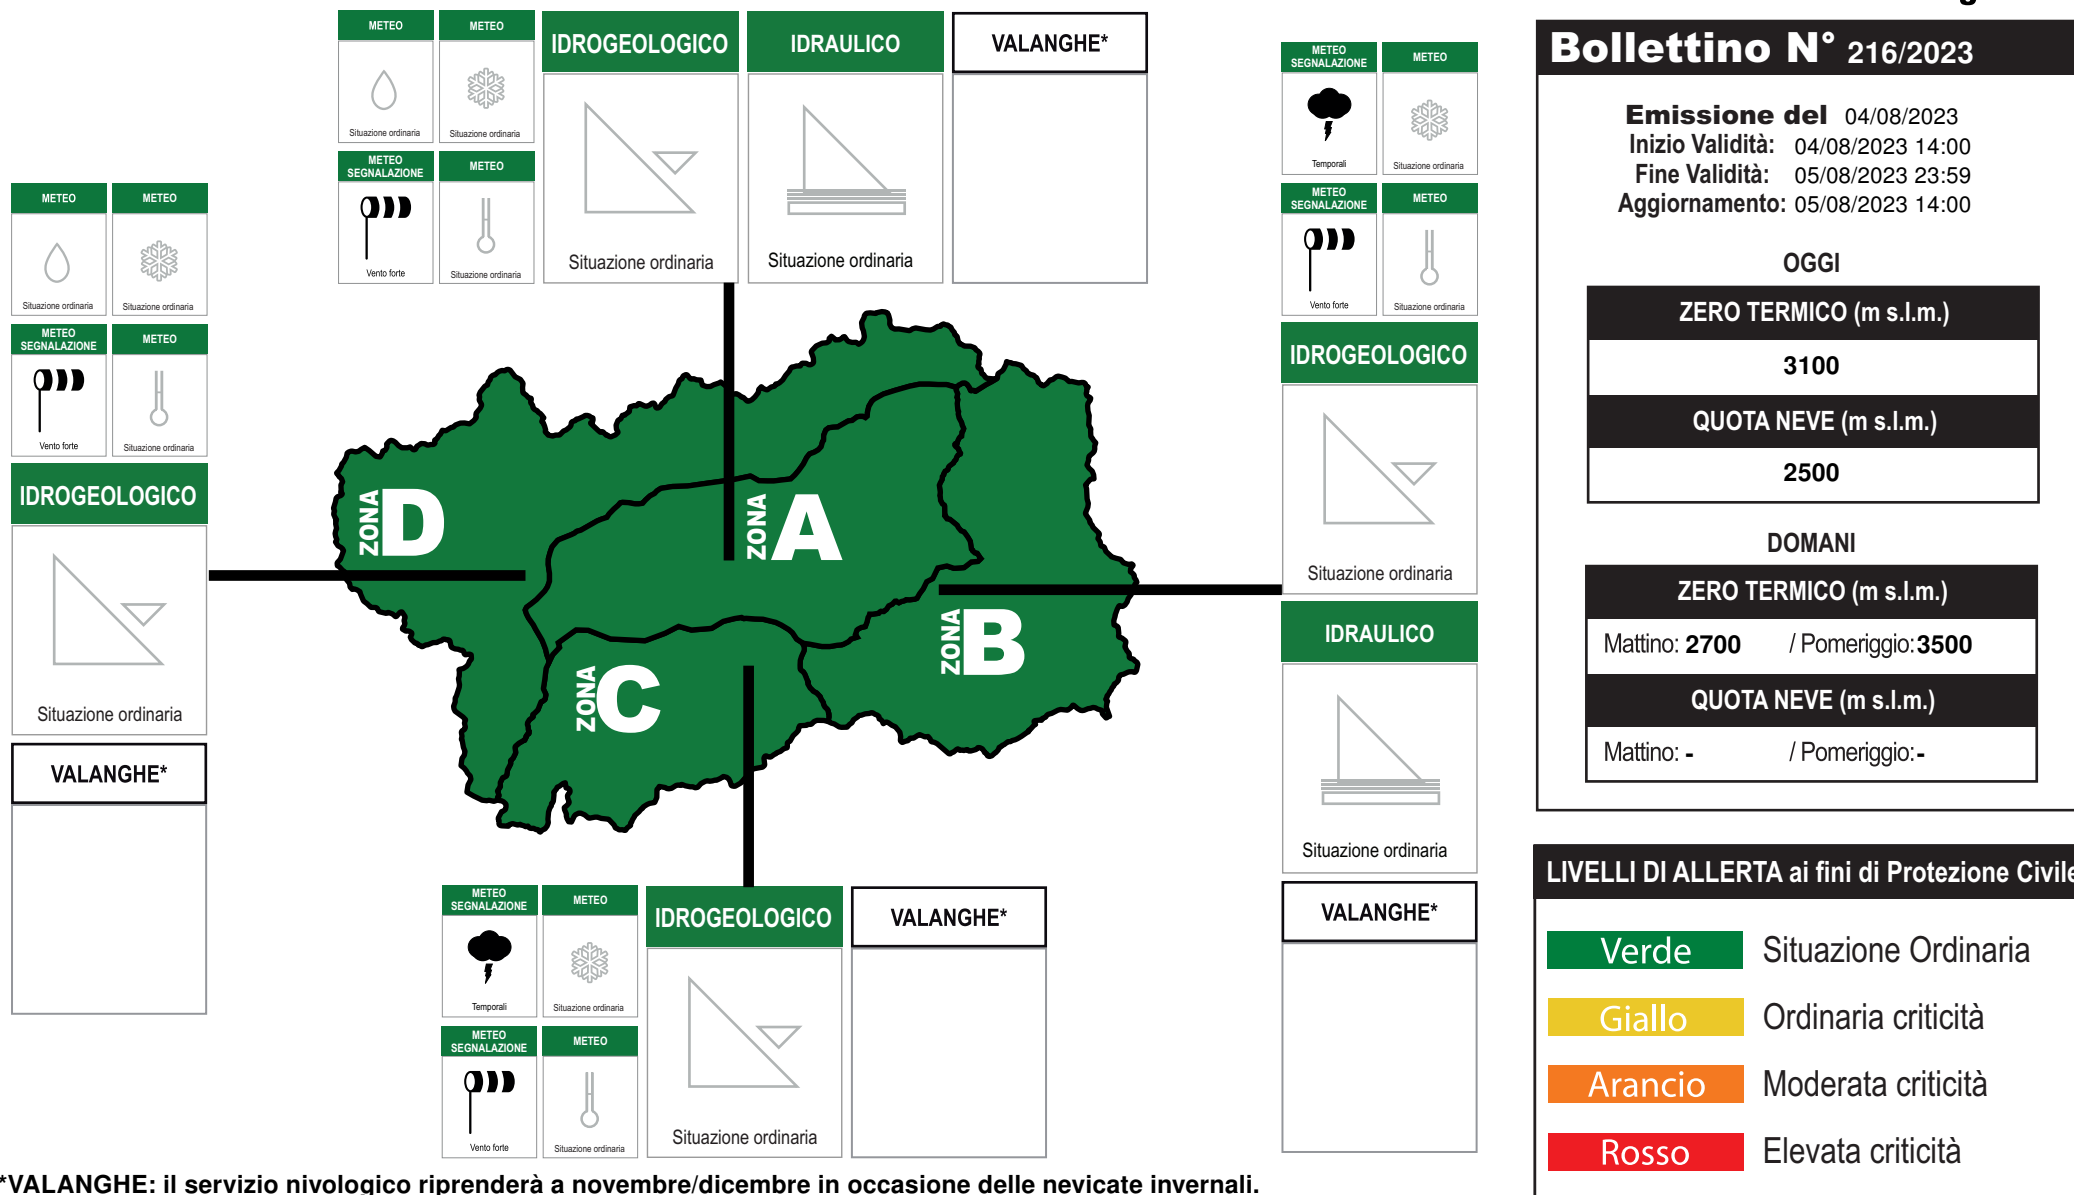 METEO
METEO
Situazione ordinaria
Situazione ordinaria
METEO
SEGNALAZIONE
METEO
Vento forte
Situazione ordinaria
IDROGEOLOGICO
Situazione ordinaria
IDRAULICO
Situazione ordinaria
VALANGHE*
METEO
METEO
Situazione ordinaria
Situazione ordinaria
METEO
SEGNALAZIONE
METEO
Vento forte
Situazione ordinaria
IDROGEOLOGICO
Situazione ordinaria
VALANGHE*
ZONA D
ZONA A
ZONA B
ZONA C
METEO
SEGNALAZIONE
METEO
Temporali
Situazione ordinaria
METEO
SEGNALAZIONE
METEO
Vento forte
Situazione ordinaria
IDROGEOLOGICO
Situazione ordinaria
IDRAULICO
Situazione ordinaria
VALANGHE*
METEO
SEGNALAZIONE
METEO
Temporali
Situazione ordinaria
METEO
SEGNALAZIONE
METEO
Vento forte
Situazione ordinaria
IDROGEOLOGICO
Situazione ordinaria
VALANGHE*
*VALANGHE: il servizio nivologico riprenderà a novembre/dicembre in occasione delle nevicate invernali.
Bollettino N° 216/2023
Emissione del 04/08/2023
Inizio Validità: 04/08/2023 14:00
Fine Validità: 05/08/2023 23:59
Aggiornamento: 05/08/2023 14:00
OGGI
ZERO TERMICO (m s.l.m.)
3100
QUOTA NEVE (m s.l.m.)
2500
DOMANI
ZERO TERMICO (m s.l.m.)
Mattino: 2700 / Pomeriggio: 3500
QUOTA NEVE (m s.l.m.)
Mattino: - / Pomeriggio: -
LIVELLI DI ALLERTA ai fini di Protezione Civile
Verde Situazione Ordinaria
Giallo Ordinaria criticità
Arancio Moderata criticità
Rosso Elevata criticità